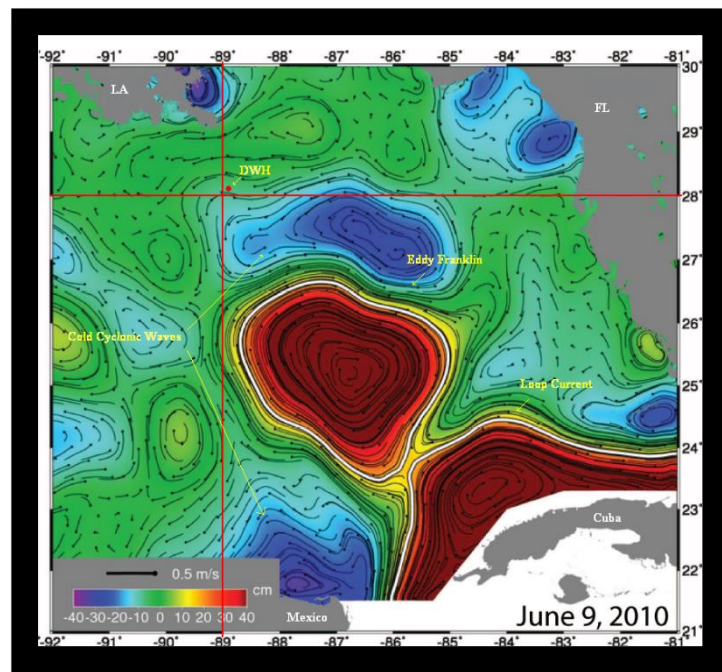 -92° -91° -90° -89° -88° -87° -86° -85° -84° -83° -82° -81°
30°
LA
FL
29°
DWH
28°
27°
Eddy Franklin
26°
Cold Cyclonic Waves
25°
Loop Current
24°
23°
Cuba
22°
0.5 m/s
cm
-40 -30 -20 -10 0 10 20 30 40
Mexico
June 9, 2010
21°
-92° -91° -90° -89° -88° -87° -86° -85° -84° -83° -82° -81°